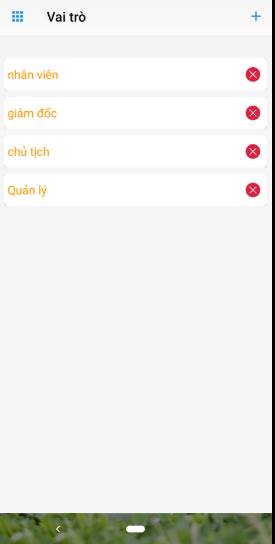 Vai trò
nhân viên
giám đốc
chủ tịch
Quản lý